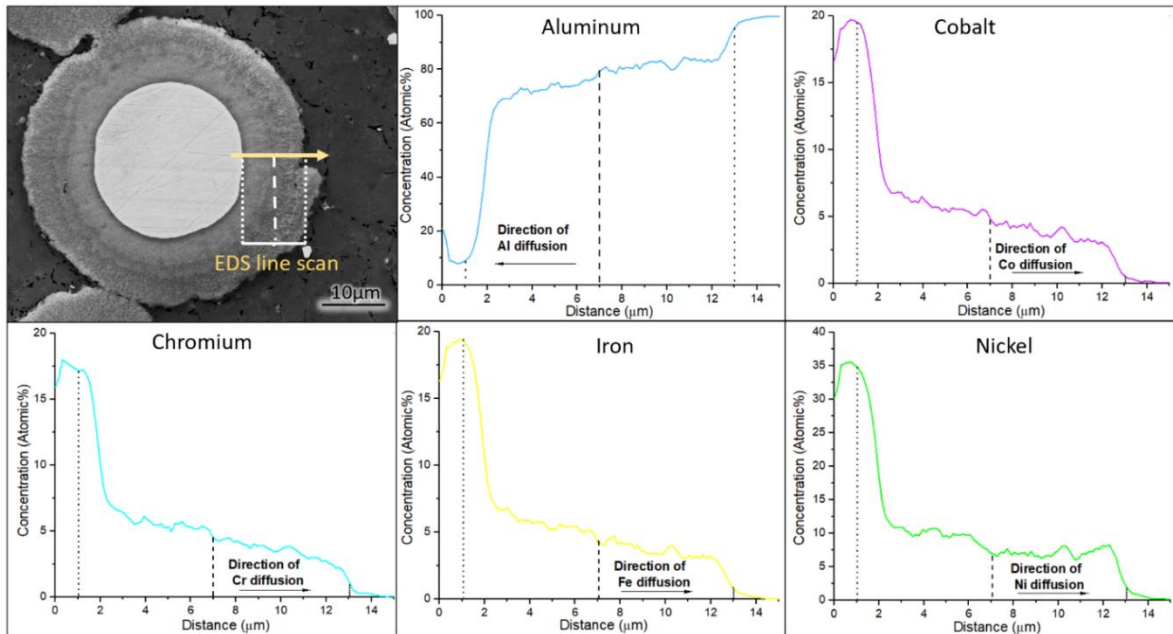 EDS line scan
10μm
Aluminum
Concentration (Atomic%)
100
80
60
40
20
0
Direction of
Al diffusion
0 2 4 6 8 10 12 14
Distance (μm)
Cobalt
Concentration (Atomic%)
20
15
10
5
0
Direction of
Co diffusion
0 2 4 6 8 10 12 14
Distance (μm)
Chromium
Concentration (Atomic%)
20
15
10
5
0
Direction of
Cr diffusion
0 2 4 6 8 10 12 14
Distance (μm)
Iron
Concentration (Atomic%)
20
15
10
5
0
Direction of
Fe diffusion
0 2 4 6 8 10 12 14
Distance (μm)
Nickel
Concentration (Atomic%)
40
35
30
25
20
15
10
5
0
Direction of
Ni diffusion
0 2 4 6 8 10 12 14
Distance (μm)